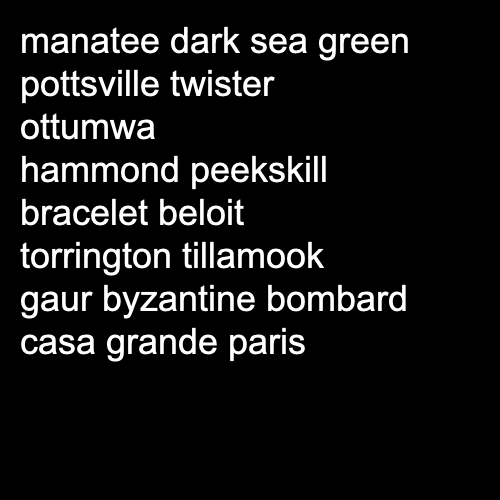 manatee dark sea green
pottsville twister
ottumwa
hammond peekskill
bracelet beloit
torrington tillamook
gaur byzantine bombard
casa grande paris